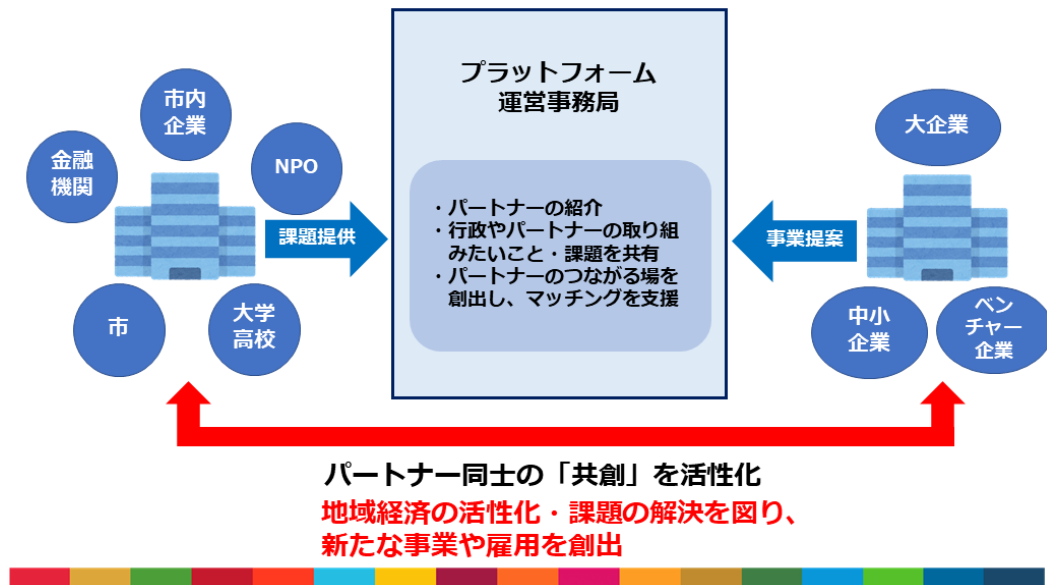 プラットフォーム
運営事務局
市内
企業
金融
機関
NPO
課題提供
市
大学
高校
・パートナーの紹介
・行政やパートナーの取り組
みたいこと・課題を共有
・パートナーのつながる場を
創出し、マッチングを支援
大企業
事業提案
中小
企業
ベン
チャー
企業
パートナー同士の「共創」を活性化
地域経済の活性化・課題の解決を図り、
新たな事業や雇用を創出